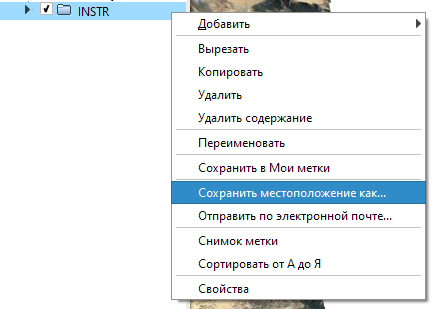 INSTR
Добавить
Вырезать
Копировать
Удалить
Удалить содержание
Переименовать
Сохранить в Мои метки
Сохранить местоположение как...
Отправить по электронной почте...
Снимок метки
Сортировать от А до Я
Свойства